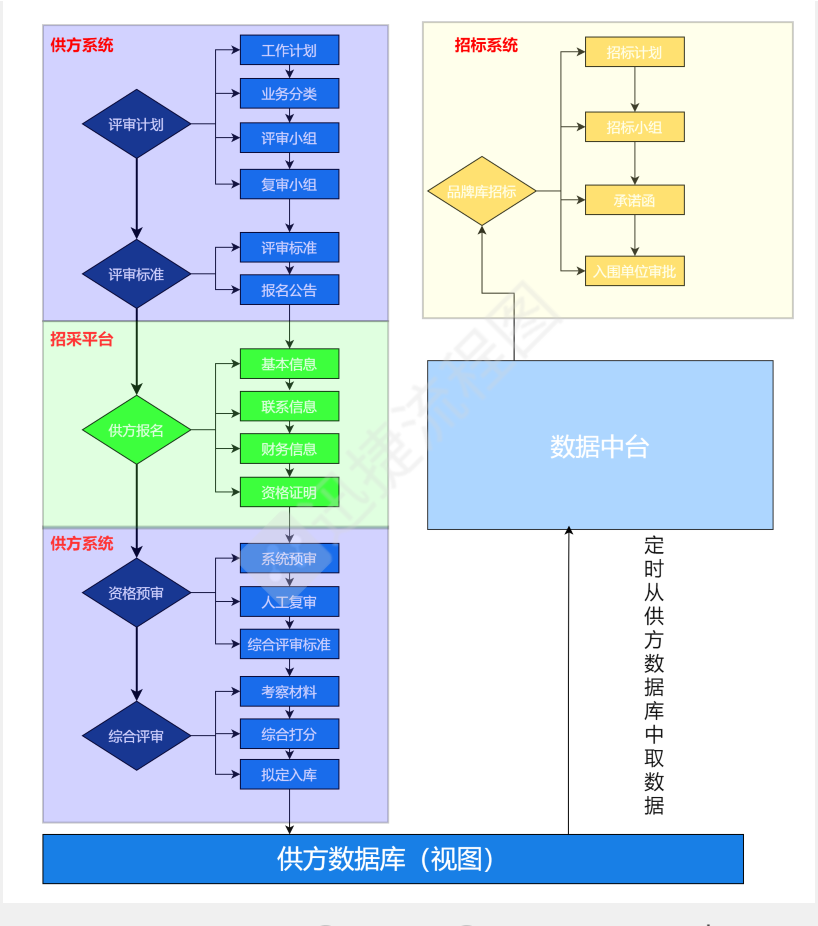 供方系统
工作计划
业务分类
评审计划
评审小组
复审小组
评审标准
评审标准
报名公告
招采平台
基本信息
联系信息
供方报名
财务信息
资格证明
供方系统
系统预审
资格预审
人工复审
综合评审标准
考察材料
综合评审
综合打分
拟定入库
招标系统
招标计划
招标小组
品牌库招标
承诺函
入围单位审批
数据中台
定时从供方数据库中取数据
供方数据库（视图）
迅捷流程图